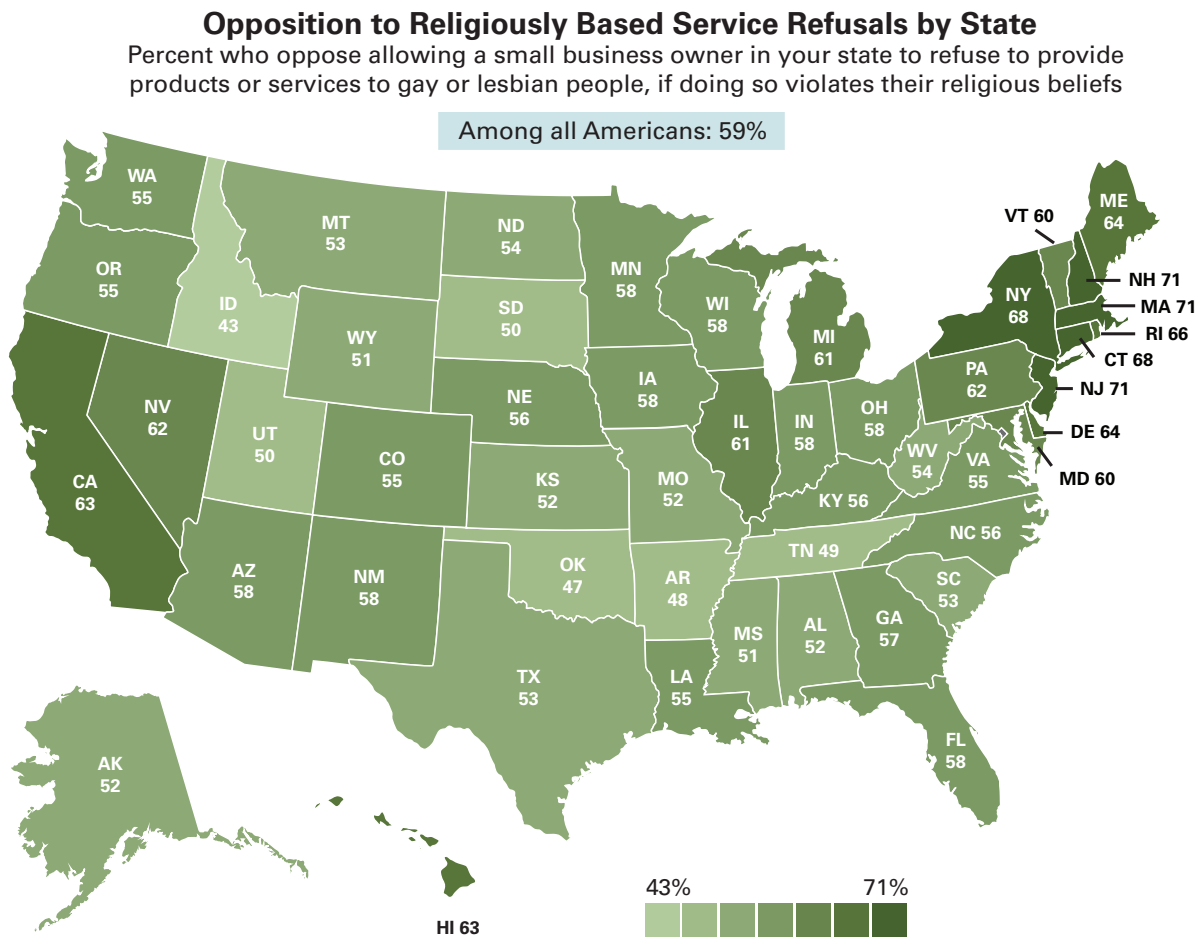 Opposition to Religiously Based Service Refusals by State
Percent who oppose allowing a small business owner in your state to refuse to provide
products or services to gay or lesbian people, if doing so violates their religious beliefs
Among all Americans: 59%
WA
55
OR
55
ID
43
MT
53
ND
54
MN
58
SD
50
WY
51
WI
58
MI
61
VT 60
ME
64
NH 71
MA 71
RI 66
CT 68
NY
68
NJ 71
PA
62
DE 64
MD 60
CA
63
NV
62
UT
50
CO
55
NE
56
IA
58
IL
61
IN
58
OH
58
WV
54
VA
55
KS
52
MO
52
KY 56
NC 56
TN 49
SC
53
AZ
58
NM
58
OK
47
AR
48
MS
51
AL
52
GA
57
TX
53
LA
55
FL
58
AK
52
HI 63
43%
71%